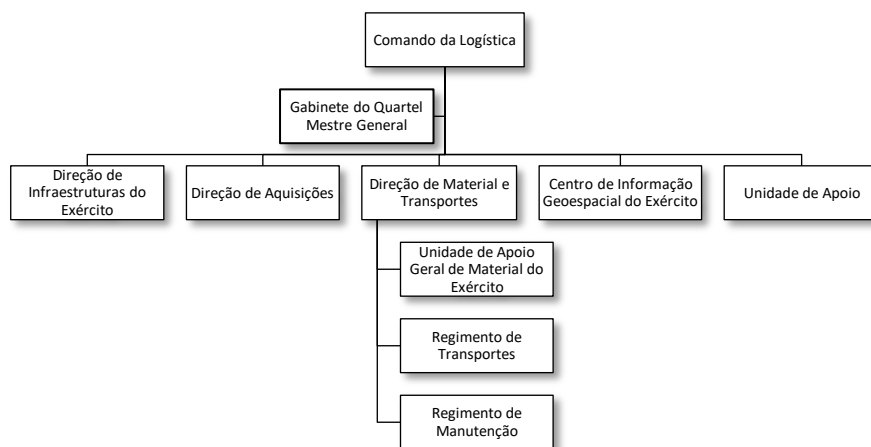 Comando da Logística
Gabinete do Quartel
Mestre General
Direção de
Infraestruturas do
Exército
Direção de Aquisições
Direção de Material e
Transportes
Centro de Informação
Geoespacial do Exército
Unidade de Apoio
Unidade de Apoio
Geral de Material do
Exército
Regimento de
Transportes
Regimento de
Manutenção